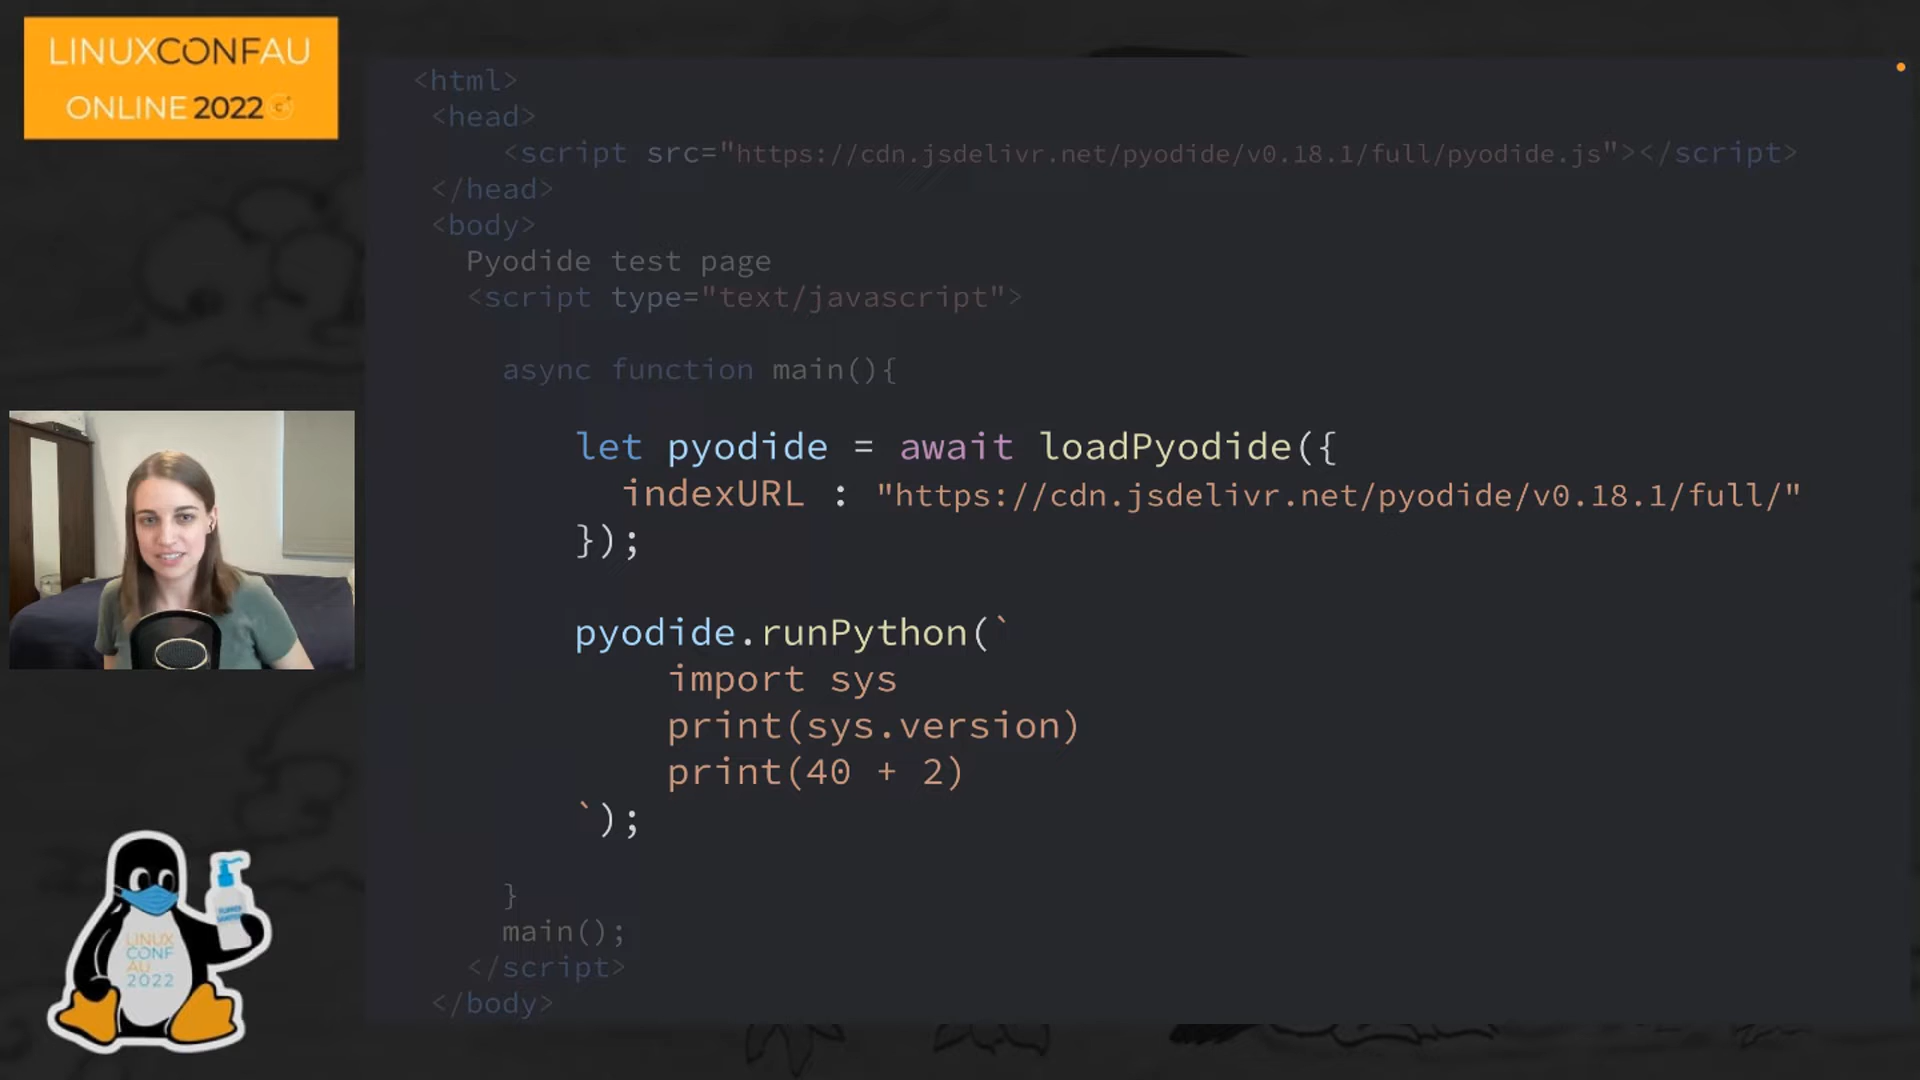 LINUXCONFAU
ONLINE 2022
<html>
<head>
<script src="https://cdn.jsdelivr.net/pyodide/v0.18.1/full/pyodide.js"></script>
</head>
<body>
Pyodide test page
<script type="text/javascript">
async function main(){
let pyodide = await loadPyodide({
indexURL : "https://cdn.jsdelivr.net/pyodide/v0.18.1/full/"
});
pyodide.runPython(`
import sys
print(sys.version)
print(40 + 2)
`);
}
main();
</script>
</body>
LINUX
CONF
AU
2022